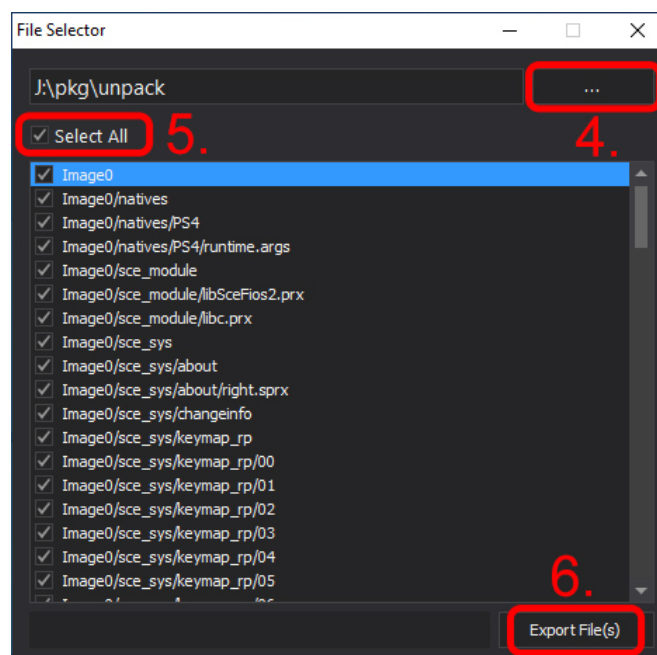 File Selector
J:\pkg\unpack
...
4.
Select All
5.
Image0
Image0/natives
Image0/natives/PS4
Image0/natives/PS4/runtime.args
Image0/sce_module
Image0/sce_module/libSceFios2.prx
Image0/sce_module/libc.prx
Image0/sce_sys
Image0/sce_sys/about
Image0/sce_sys/about/right.sprx
Image0/sce_sys/changeinfo
Image0/sce_sys/keymap_rp
Image0/sce_sys/keymap_rp/00
Image0/sce_sys/keymap_rp/01
Image0/sce_sys/keymap_rp/02
Image0/sce_sys/keymap_rp/03
Image0/sce_sys/keymap_rp/04
Image0/sce_sys/keymap_rp/05
6.
Export File(s)